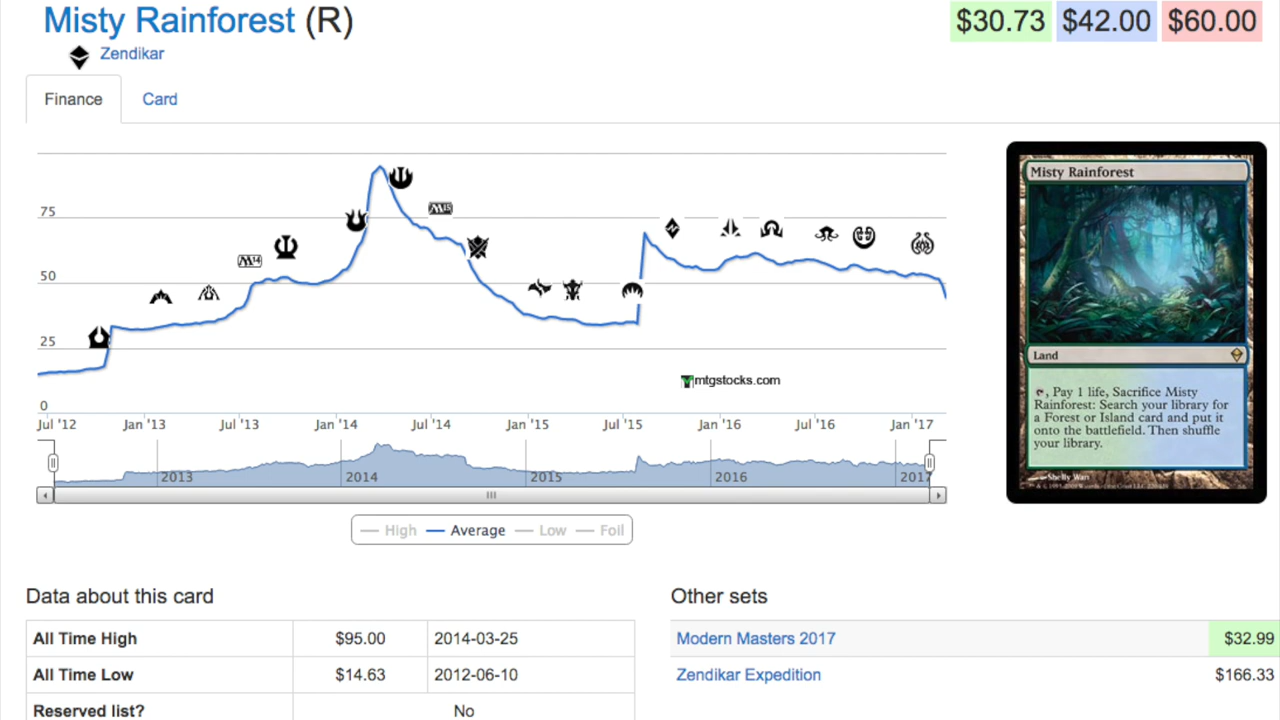 Misty Rainforest (R)
$30.73 $42.00 $60.00
Zendikar
Finance Card
75
50
25
0
M14
M15
mtgstocks.com
Jul '12 Jan '13 Jul '13 Jan '14 Jul '14 Jan '15 Jul '15 Jan '16 Jul '16 Jan '17
2013 2014 2015 2016 2017
High Average Low Foil
Misty Rainforest
Land
, Pay 1 life, Sacrifice Misty
Rainforest: Search your library for
a Forest or Island card and put it
onto the battlefield. Then shuffle
your library.
Shelly Wan
Data about this card
All Time High $95.00 2014-03-25
All Time Low $14.63 2012-06-10
Reserved list? No
Other sets
Modern Masters 2017 $32.99
Zendikar Expedition $166.33